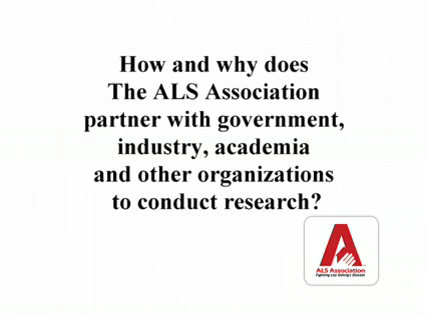 How and why does
The ALS Association
partner with government,
industry, academia
and other organizations
to conduct research?
ALS Association
Fighting Lou Gehrig's Disease